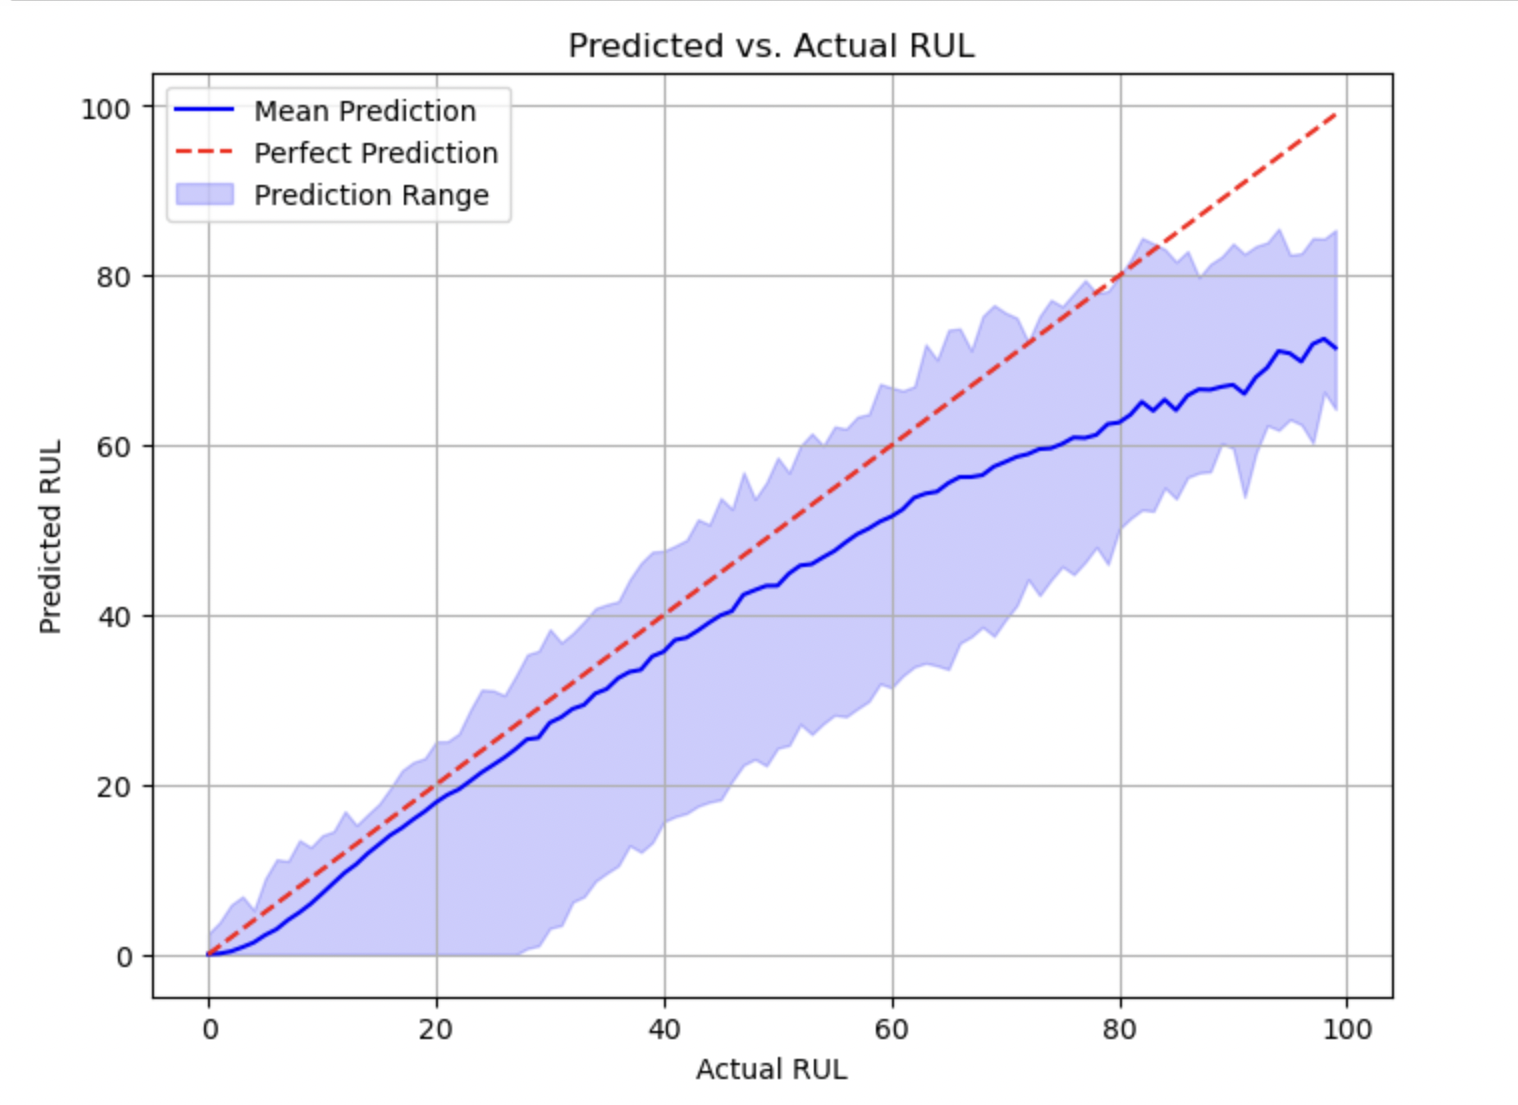 Predicted vs. Actual RUL
Mean Prediction
Perfect Prediction
Prediction Range
100
80
60
40
20
0
Predicted RUL
0 20 40 60 80 100
Actual RUL